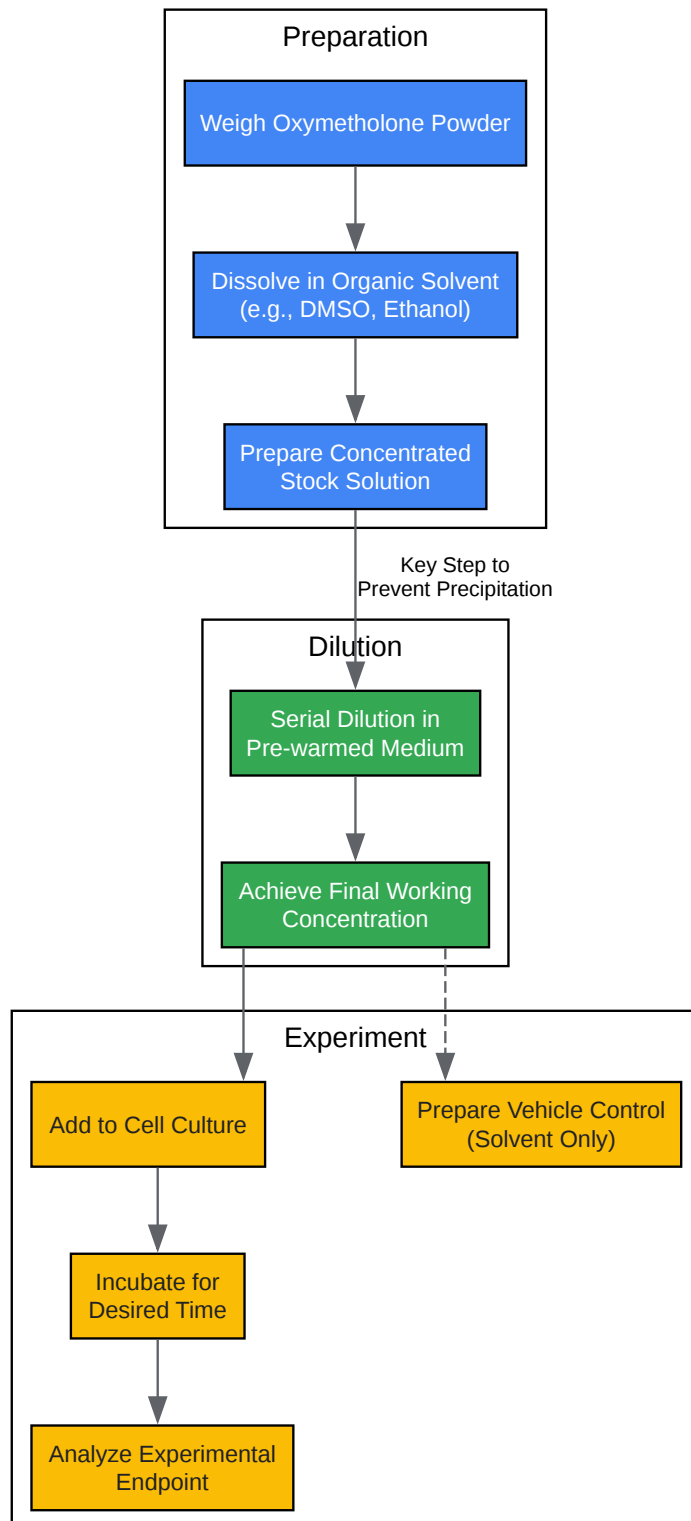 Preparation
Weigh Oxymetholone Powder
Dissolve in Organic Solvent
(e.g., DMSO, Ethanol)
Prepare Concentrated
Stock Solution
Key Step to
Prevent Precipitation
Dilution
Serial Dilution in
Pre-warmed Medium
Achieve Final Working
Concentration
Experiment
Add to Cell Culture
Prepare Vehicle Control
(Solvent Only)
Incubate for
Desired Time
Analyze Experimental
Endpoint